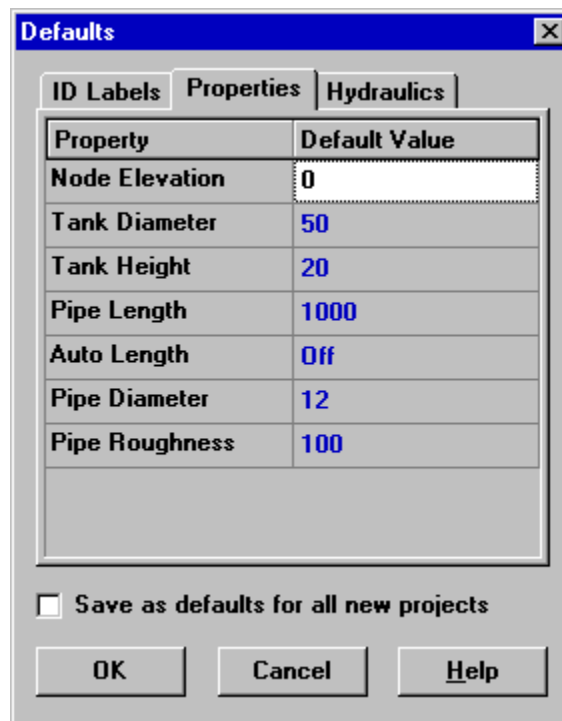 Defaults
ID Labels Properties Hydraulics
Property Default Value
Node Elevation 0
Tank Diameter 50
Tank Height 20
Pipe Length 1000
Auto Length Off
Pipe Diameter 12
Pipe Roughness 100
Save as defaults for all new projects
OK Cancel Help